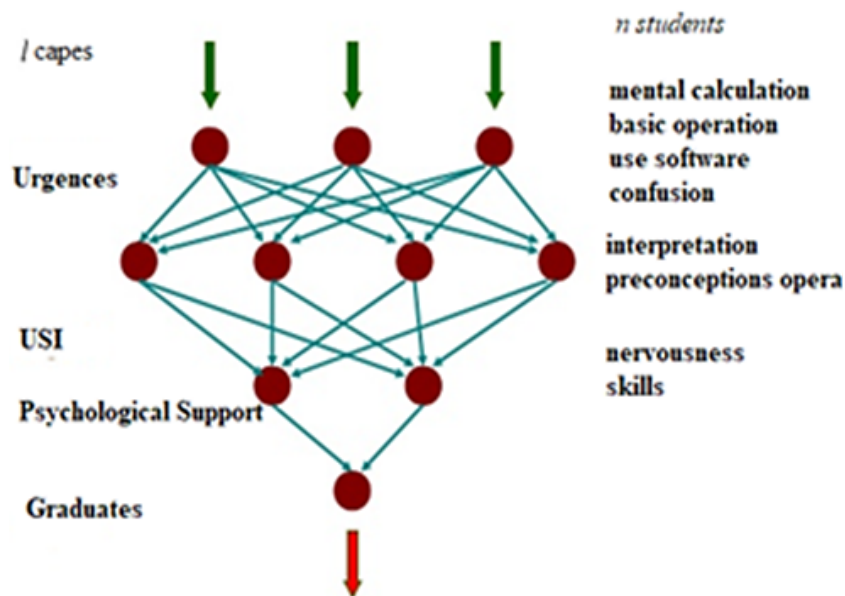 n students
l capes
mental calculation
basic operation
use software
confusion
Urgences
interpretation
preconceptions opera
USI
nervousness
skills
Psychological Support
Graduates